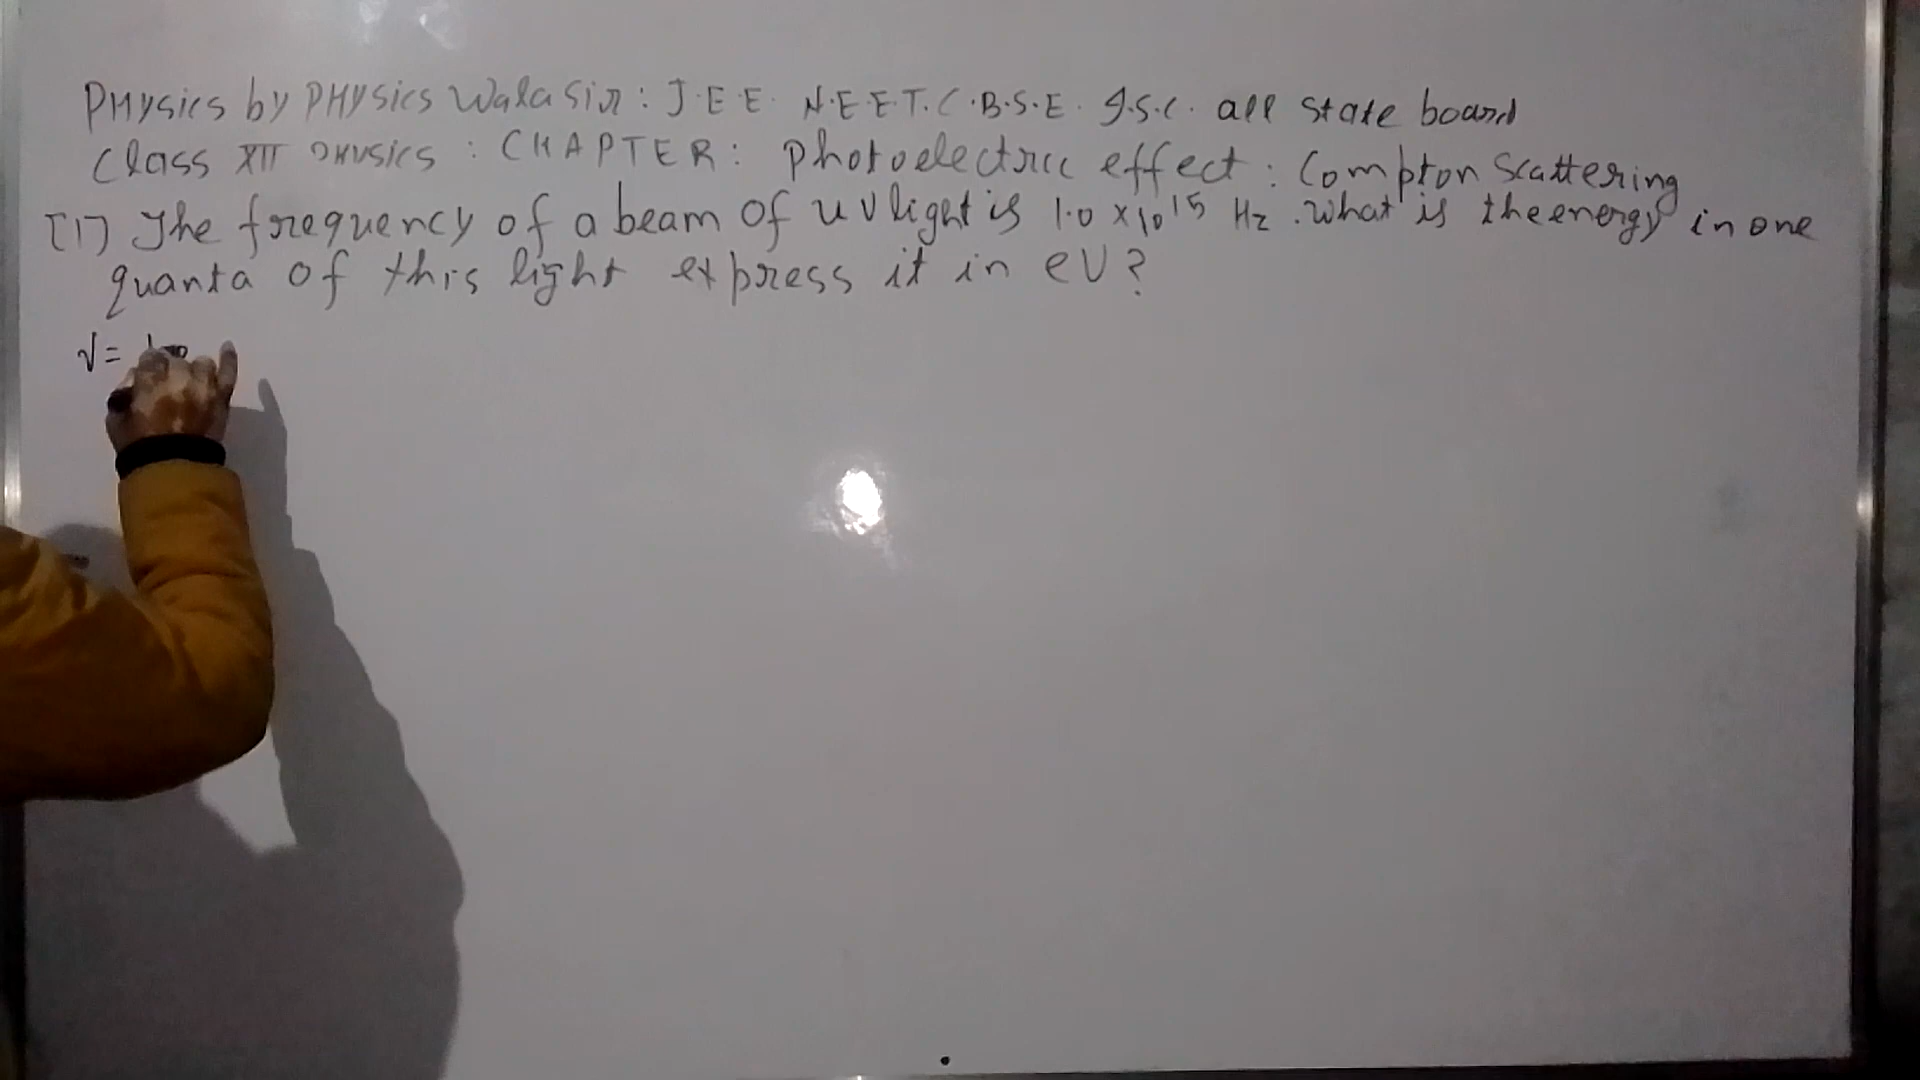 Physics by PHysics Wala Sir: J.E.E. N.E.E.T. C.B.S.E. I.S.C. all state board
Class XII PHYSICS : CHAPTER : Photoelectric effect : Compton Scattering
[1] The frequency of a beam of uv light is 1.0 × 10^15 Hz. What is the energy in one
quanta of this light express it in eV?
ν =